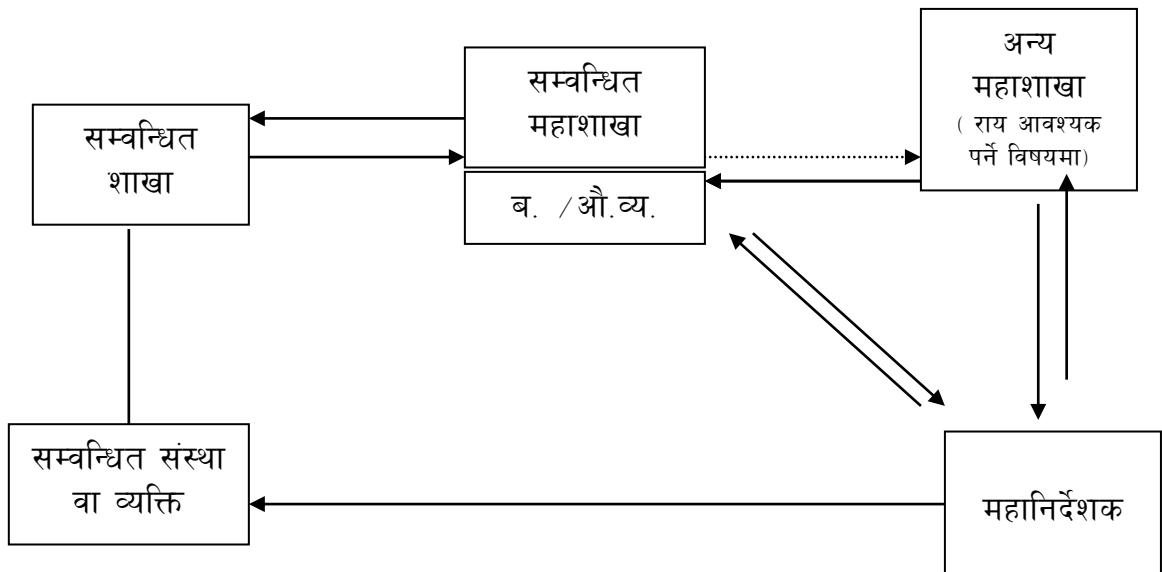 सम्वन्धित
शाखा
सम्वन्धित
महाशाखा
ब. /औ.व्य.
अन्य
महाशाखा
( राय आवश्यक
पर्ने विषयमा)
सम्वन्धित संस्था
वा व्यक्ति
महानिर्देशक